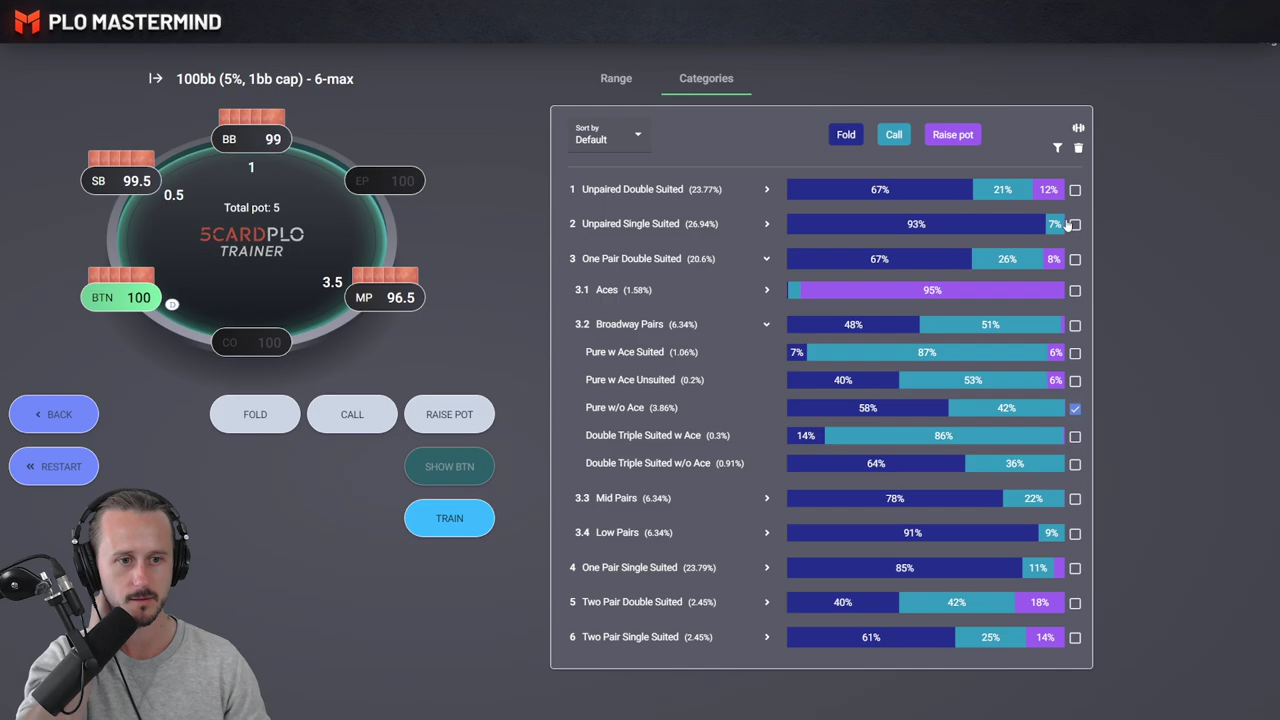 PLO MASTERMIND
100bb (5%, 1bb cap) - 6-max
BB 99
1
SB 99.5
0.5
EP 100
Total pot: 5
5CARDPLO
TRAINER
BTN 100
D
3.5
MP 96.5
CO 100
BACK
FOLD
CALL
RAISE POT
RESTART
SHOW BTN
TRAIN
Range
Categories
Sort by
Default
Fold
Call
Raise pot
1 Unpaired Double Suited (23.77%) 67% 21% 12%
2 Unpaired Single Suited (26.94%) 93% 7%
3 One Pair Double Suited (20.6%) 67% 26% 8%
3.1 Aces (1.58%) 95%
3.2 Broadway Pairs (6.34%) 48% 51%
Pure w Ace Suited (1.06%) 7% 87% 6%
Pure w Ace Unsuited (0.2%) 40% 53% 6%
Pure w/o Ace (3.86%) 58% 42%
Double Triple Suited w Ace (0.3%) 14% 86%
Double Triple Suited w/o Ace (0.91%) 64% 36%
3.3 Mid Pairs (6.34%) 78% 22%
3.4 Low Pairs (6.34%) 91% 9%
4 One Pair Single Suited (23.79%) 85% 11%
5 Two Pair Double Suited (2.45%) 40% 42% 18%
6 Two Pair Single Suited (2.45%) 61% 25% 14%